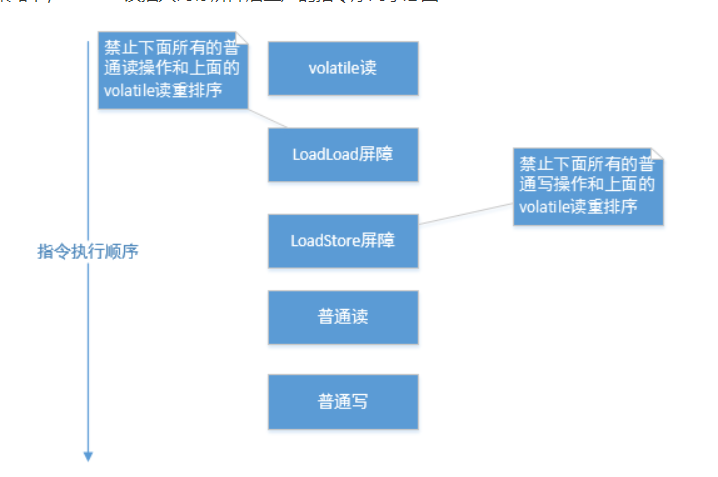 禁止下面所有的普
通读操作和上面的
volatile读重排序
volatile读
LoadLoad屏障
禁止下面所有的普
通写操作和上面的
volatile读重排序
LoadStore屏障
指令执行顺序
普通读
普通写